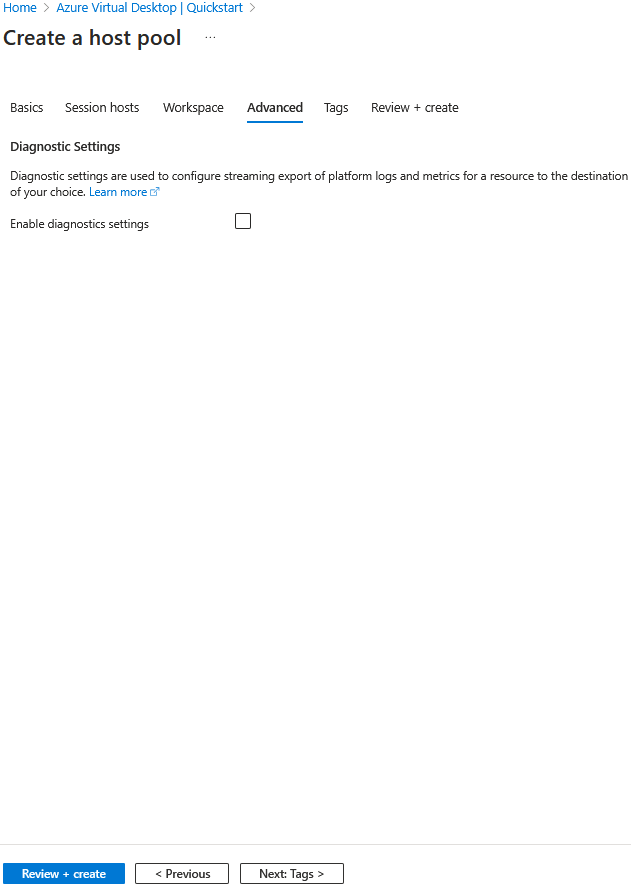 Home > Azure Virtual Desktop | Quickstart >
Create a host pool ...
Basics Session hosts Workspace Advanced Tags Review + create
Diagnostic Settings
Diagnostic settings are used to configure streaming export of platform logs and metrics for a resource to the destination
of your choice. Learn more
Enable diagnostics settings
Review + create < Previous Next: Tags >